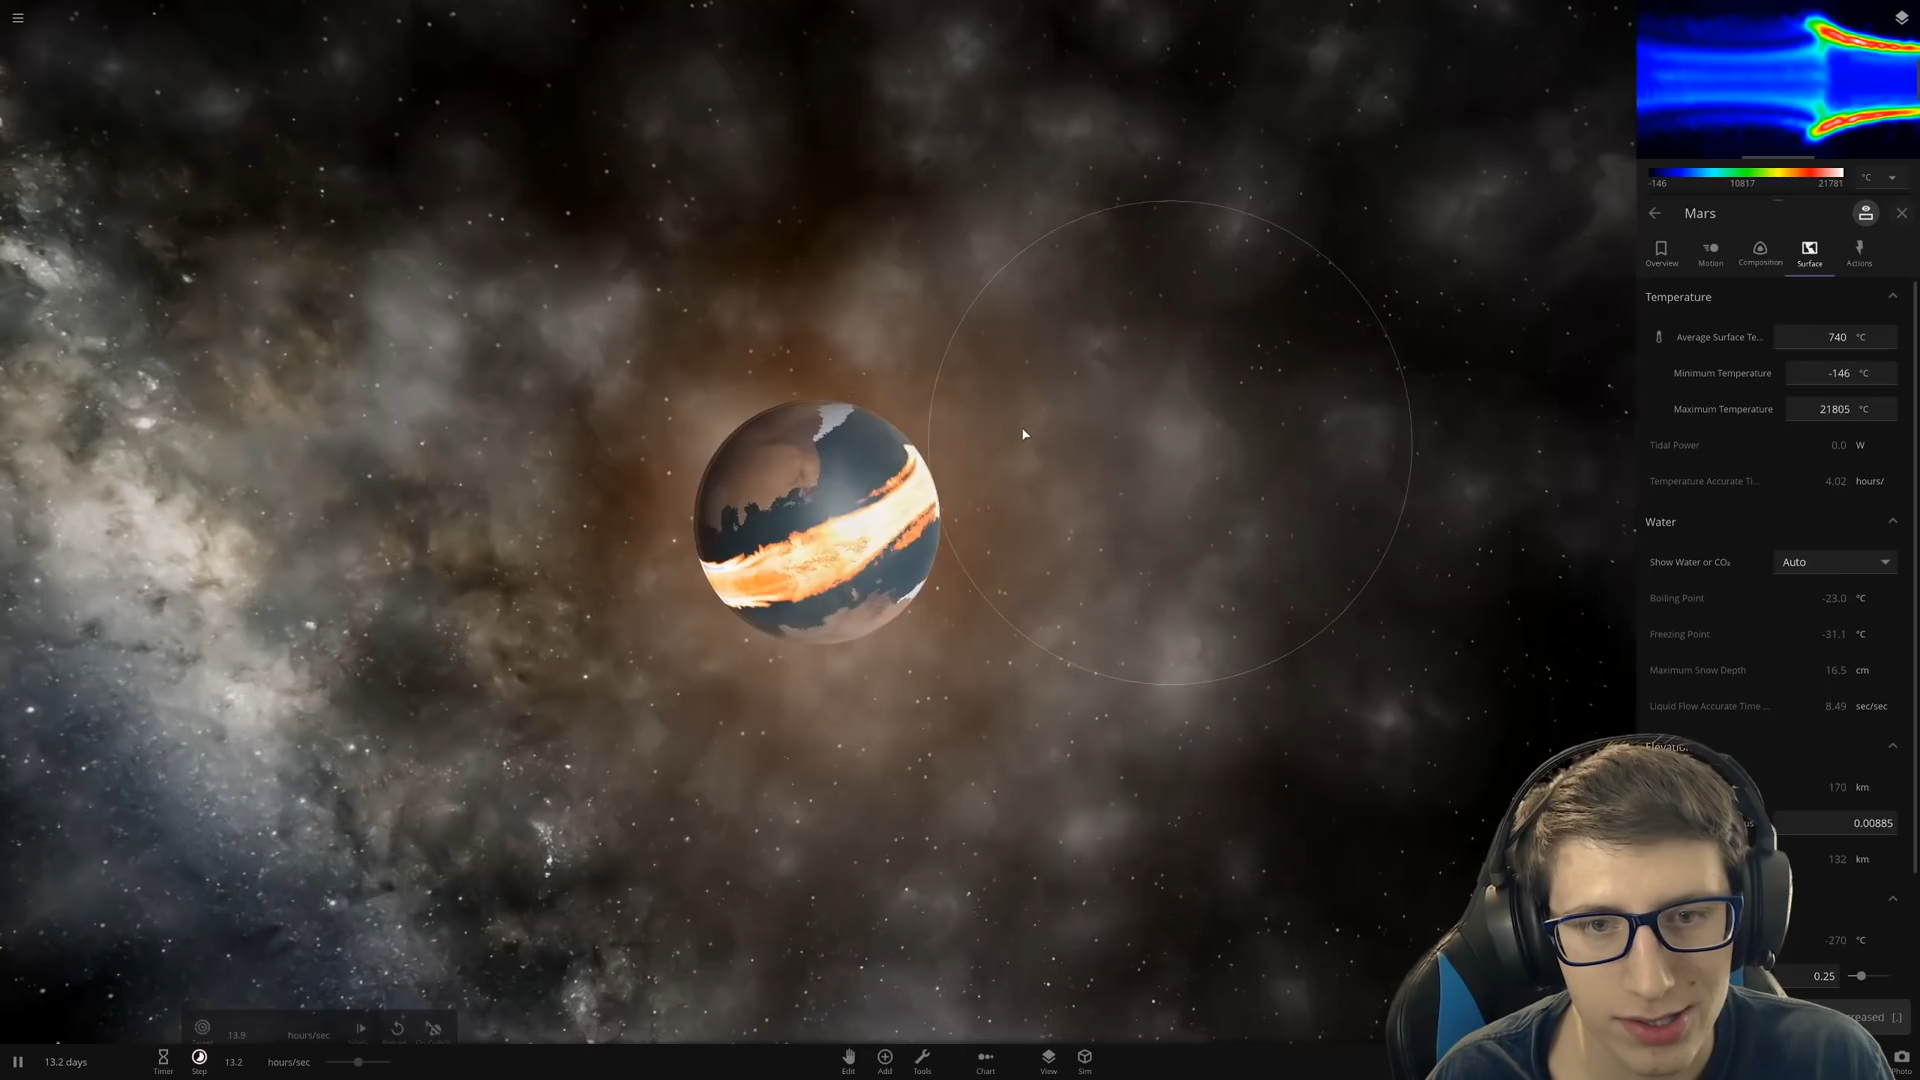 -146 10817 21781 °C
Mars
Overview Motion Composition Surface Actions
Temperature
Average Surface Te... 740 °C
Minimum Temperature -146 °C
Maximum Temperature 21805 °C
Tidal Power 0.0 W
Temperature Accurate Ti... 4.02 hours/
Water
Show Water or CO₂ Auto
Boiling Point -23.0 °C
Freezing Point -31.1 °C
Maximum Snow Depth 16.5 cm
Liquid Flow Accurate Time ... 8.49 sec/sec
170 km
0.00885
132 km
-270 °C
0.25
reased [.]
13.9 hours/sec
13.2 days
Timer
Step
13.2 hours/sec
Edit Add Tools Chart View Sim
Photo